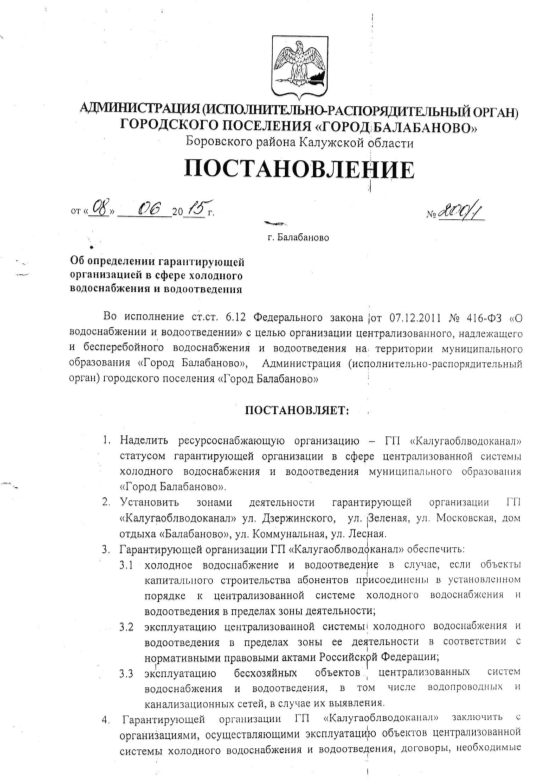 АДМИНИСТРАЦИЯ (ИСПОЛНИТЕЛЬНО-РАСПОРЯДИТЕЛЬНЫЙ ОРГАН)
ГОРОДСКОГО ПОСЕЛЕНИЯ «ГОРОД БАЛАБАНОВО»
Боровского района Калужской области
ПОСТАНОВЛЕНИЕ
от «08» 06 2015 г. № 200/1
г. Балабаново
Об определении гарантирующей
организацией в сфере холодного
водоснабжения и водоотведения
Во исполнение ст.ст. 6.12 Федерального закона от 07.12.2011 № 416-ФЗ «О
водоснабжении и водоотведении» с целью организации централизованного, надлежащего
и бесперебойного водоснабжения и водоотведения на территории муниципального
образования «Город Балабаново», Администрация (исполнительно-распорядительный
орган) городского поселения «Город Балабаново»
ПОСТАНОВЛЯЕТ:
1. Наделить ресурсоснабжающую организацию – ГП «Калугаоблводоканал»
статусом гарантирующей организации в сфере централизованной системы
холодного водоснабжения и водоотведения муниципального образования
«Город Балабаново».
2. Установить зонами деятельности гарантирующей организации ГП
«Калугаоблводоканал» ул. Дзержинского, ул. Зеленая, ул. Московская, дом
отдыха «Балабаново», ул. Коммунальная, ул. Лесная.
3. Гарантирующей организации ГП «Калугаоблводоканал» обеспечить:
3.1 холодное водоснабжение и водоотведение в случае, если объекты
капитального строительства абонентов присоединены в установленном
порядке к централизованной системе холодного водоснабжения и
водоотведения в пределах зоны деятельности;
3.2 эксплуатацию централизованной системы холодного водоснабжения и
водоотведения в пределах зоны ее деятельности в соответствии с
нормативными правовыми актами Российской Федерации;
3.3 эксплуатацию бесхозяйных объектов централизованных систем
водоснабжения и водоотведения, в том числе водопроводных и
канализационных сетей, в случае их выявления.
4. Гарантирующей организации ГП «Калугаоблводоканал» заключить с
организациями, осуществляющими эксплуатацию объектов централизованной
системы холодного водоснабжения и водоотведения, договоры, необходимые